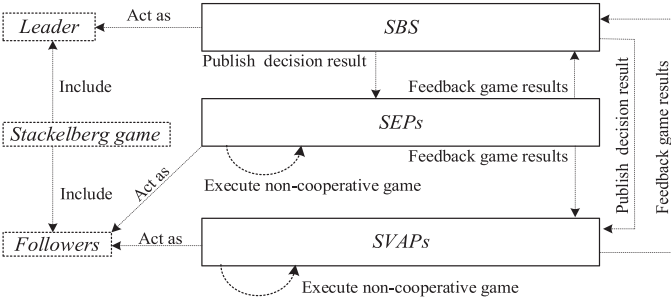 Leader
Act as
SBS
Publish decision result
Feedback game results
Include
Stackelberg game
SEPs
Feedback game results
Act as
Execute non-cooperative game
Include
Followers
Act as
SVAPs
Execute non-cooperative game
Publish decision result
Feedback game results